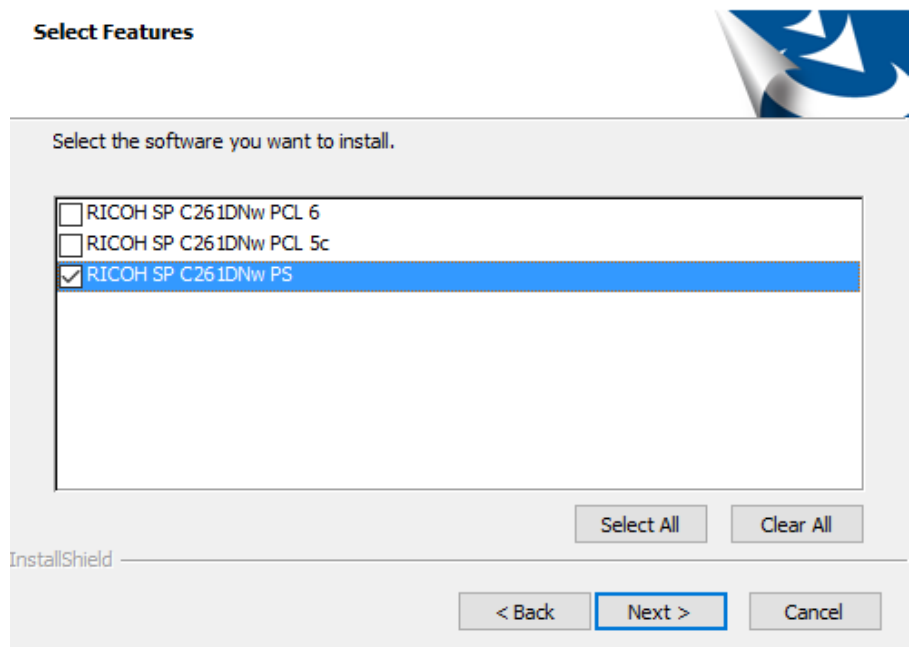 Select Features
Select the software you want to install.
RICOH SP C261DNw PCL 6
RICOH SP C261DNw PCL 5c
RICOH SP C261DNw PS
Select All
Clear All
InstallShield
< Back
Next >
Cancel